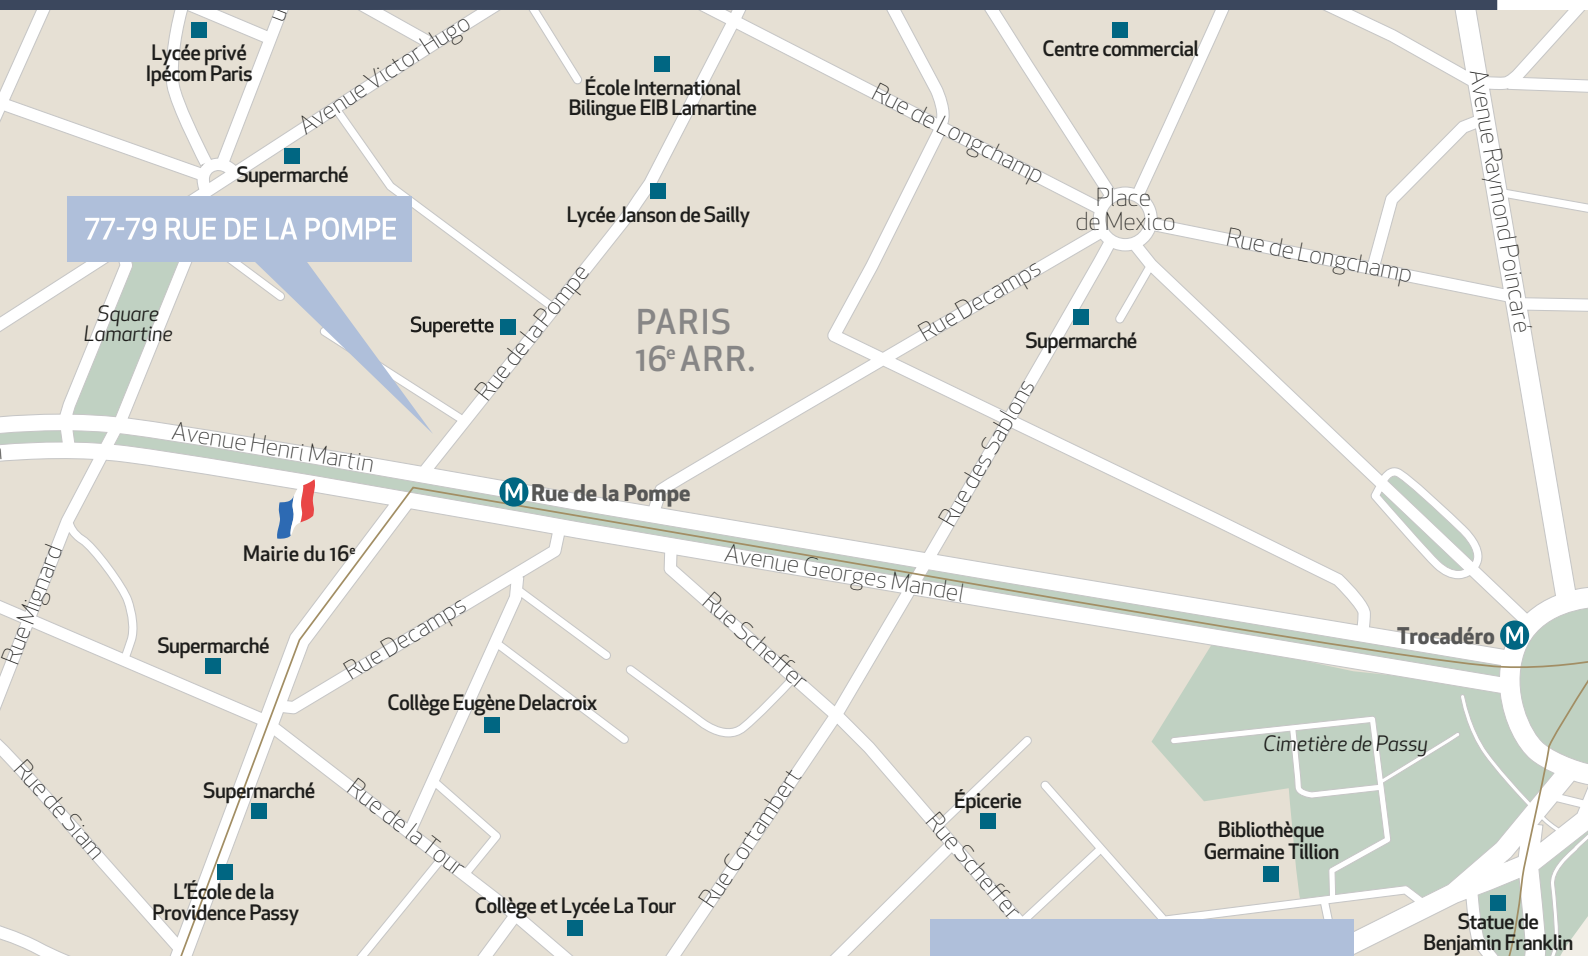 Lycée privé
Ipécom Paris
Avenue Victor Hugo
École International
Bilingue EIB Lamartine
Centre commercial
Rue de Longchamp
Avenue Raymond Poincaré
Supermarché
77-79 RUE DE LA POMPE
Lycée Janson de Sailly
Place
de Mexico
Rue de Longchamp
Square
Lamartine
Superette
Rue de la Pompe
PARIS
16e ARR.
Rue Decamps
Supermarché
Avenue Henri Martin
Rue des Sablons
M Rue de la Pompe
Mairie du 16e
Avenue Georges Mandel
Rue Mignard
Rue Decamps
Rue Scheffer
Trocadéro M
Supermarché
Collège Eugène Delacroix
Cimetière de Passy
Rue de Siam
Supermarché
Rue de la Tour
Rue Cortambert
Épicerie
Rue Scheffer
Bibliothèque
Germaine Tillion
L'École de la
Providence Passy
Collège et Lycée La Tour
Statue de
Benjamin Franklin